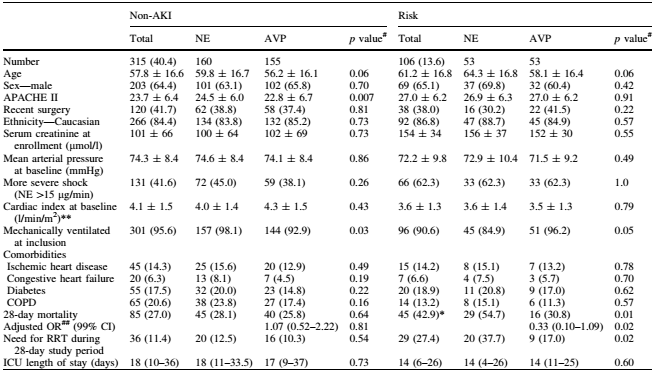 Non-AKI Risk
Total NE AVP p value# Total NE AVP p value#
Number 315 (40.4) 160 155 106 (13.6) 53 53
Age 57.8 ± 16.6 59.8 ± 16.7 56.2 ± 16.1 0.06 61.2 ± 16.8 64.3 ± 16.8 58.1 ± 16.4 0.06
Sex—male 203 (64.4) 101 (63.1) 102 (65.8) 0.70 69 (65.1) 37 (69.8) 32 (60.4) 0.42
APACHE II 23.7 ± 6.4 24.5 ± 6.0 22.8 ± 6.7 0.007 27.0 ± 6.2 26.9 ± 6.3 27.0 ± 6.2 0.91
Recent surgery 120 (41.7) 62 (38.8) 58 (37.4) 0.81 38 (38.0) 16 (30.2) 22 (41.5) 0.22
Ethnicity—Caucasian 266 (84.4) 134 (83.8) 132 (85.2) 0.73 92 (86.8) 47 (88.7) 45 (84.9) 0.57
Serum creatinine at 101 ± 66 100 ± 64 102 ± 69 0.73 154 ± 34 156 ± 37 152 ± 30 0.55
enrollment (μmol/l)
Mean arterial pressure 74.3 ± 8.4 74.6 ± 8.4 74.1 ± 8.4 0.86 72.2 ± 9.8 72.9 ± 10.4 71.5 ± 9.2 0.49
at baseline (mmHg)
More severe shock 131 (41.6) 72 (45.0) 59 (38.1) 0.26 66 (62.3) 33 (62.3) 33 (62.3) 1.0
(NE >15 μg/min)
Cardiac index at baseline 4.1 ± 1.5 4.0 ± 1.4 4.3 ± 1.5 0.43 3.6 ± 1.3 3.6 ± 1.4 3.5 ± 1.3 0.79
(l/min/m²)**
Mechanically ventilated 301 (95.6) 157 (98.1) 144 (92.9) 0.03 96 (90.6) 45 (84.9) 51 (96.2) 0.05
at inclusion
Comorbidities
Ischemic heart disease 45 (14.3) 25 (15.6) 20 (12.9) 0.49 15 (14.2) 8 (15.1) 7 (13.2) 0.78
Congestive heart failure 20 (6.3) 13 (8.1) 7 (4.5) 0.19 7 (6.6) 4 (7.5) 3 (5.7) 0.70
Diabetes 55 (17.5) 32 (20.0) 23 (14.8) 0.22 20 (18.9) 11 (20.8) 9 (17.0) 0.62
COPD 65 (20.6) 38 (23.8) 27 (17.4) 0.16 14 (13.2) 8 (15.1) 6 (11.3) 0.57
28-day mortality 85 (27.0) 45 (28.1) 40 (25.8) 0.64 45 (42.9)* 29 (54.7) 16 (30.8) 0.01
Adjusted OR## (99% CI) 1.07 (0.52–2.22) 0.81 0.33 (0.10–1.09) 0.02
Need for RRT during 36 (11.4) 20 (12.5) 16 (10.3) 0.54 29 (27.4) 20 (37.7) 9 (17.0) 0.02
28-day study period
ICU length of stay (days) 18 (10–36) 18 (11–33.5) 17 (9–37) 0.73 14 (6–26) 14 (4–26) 14 (11–25) 0.60